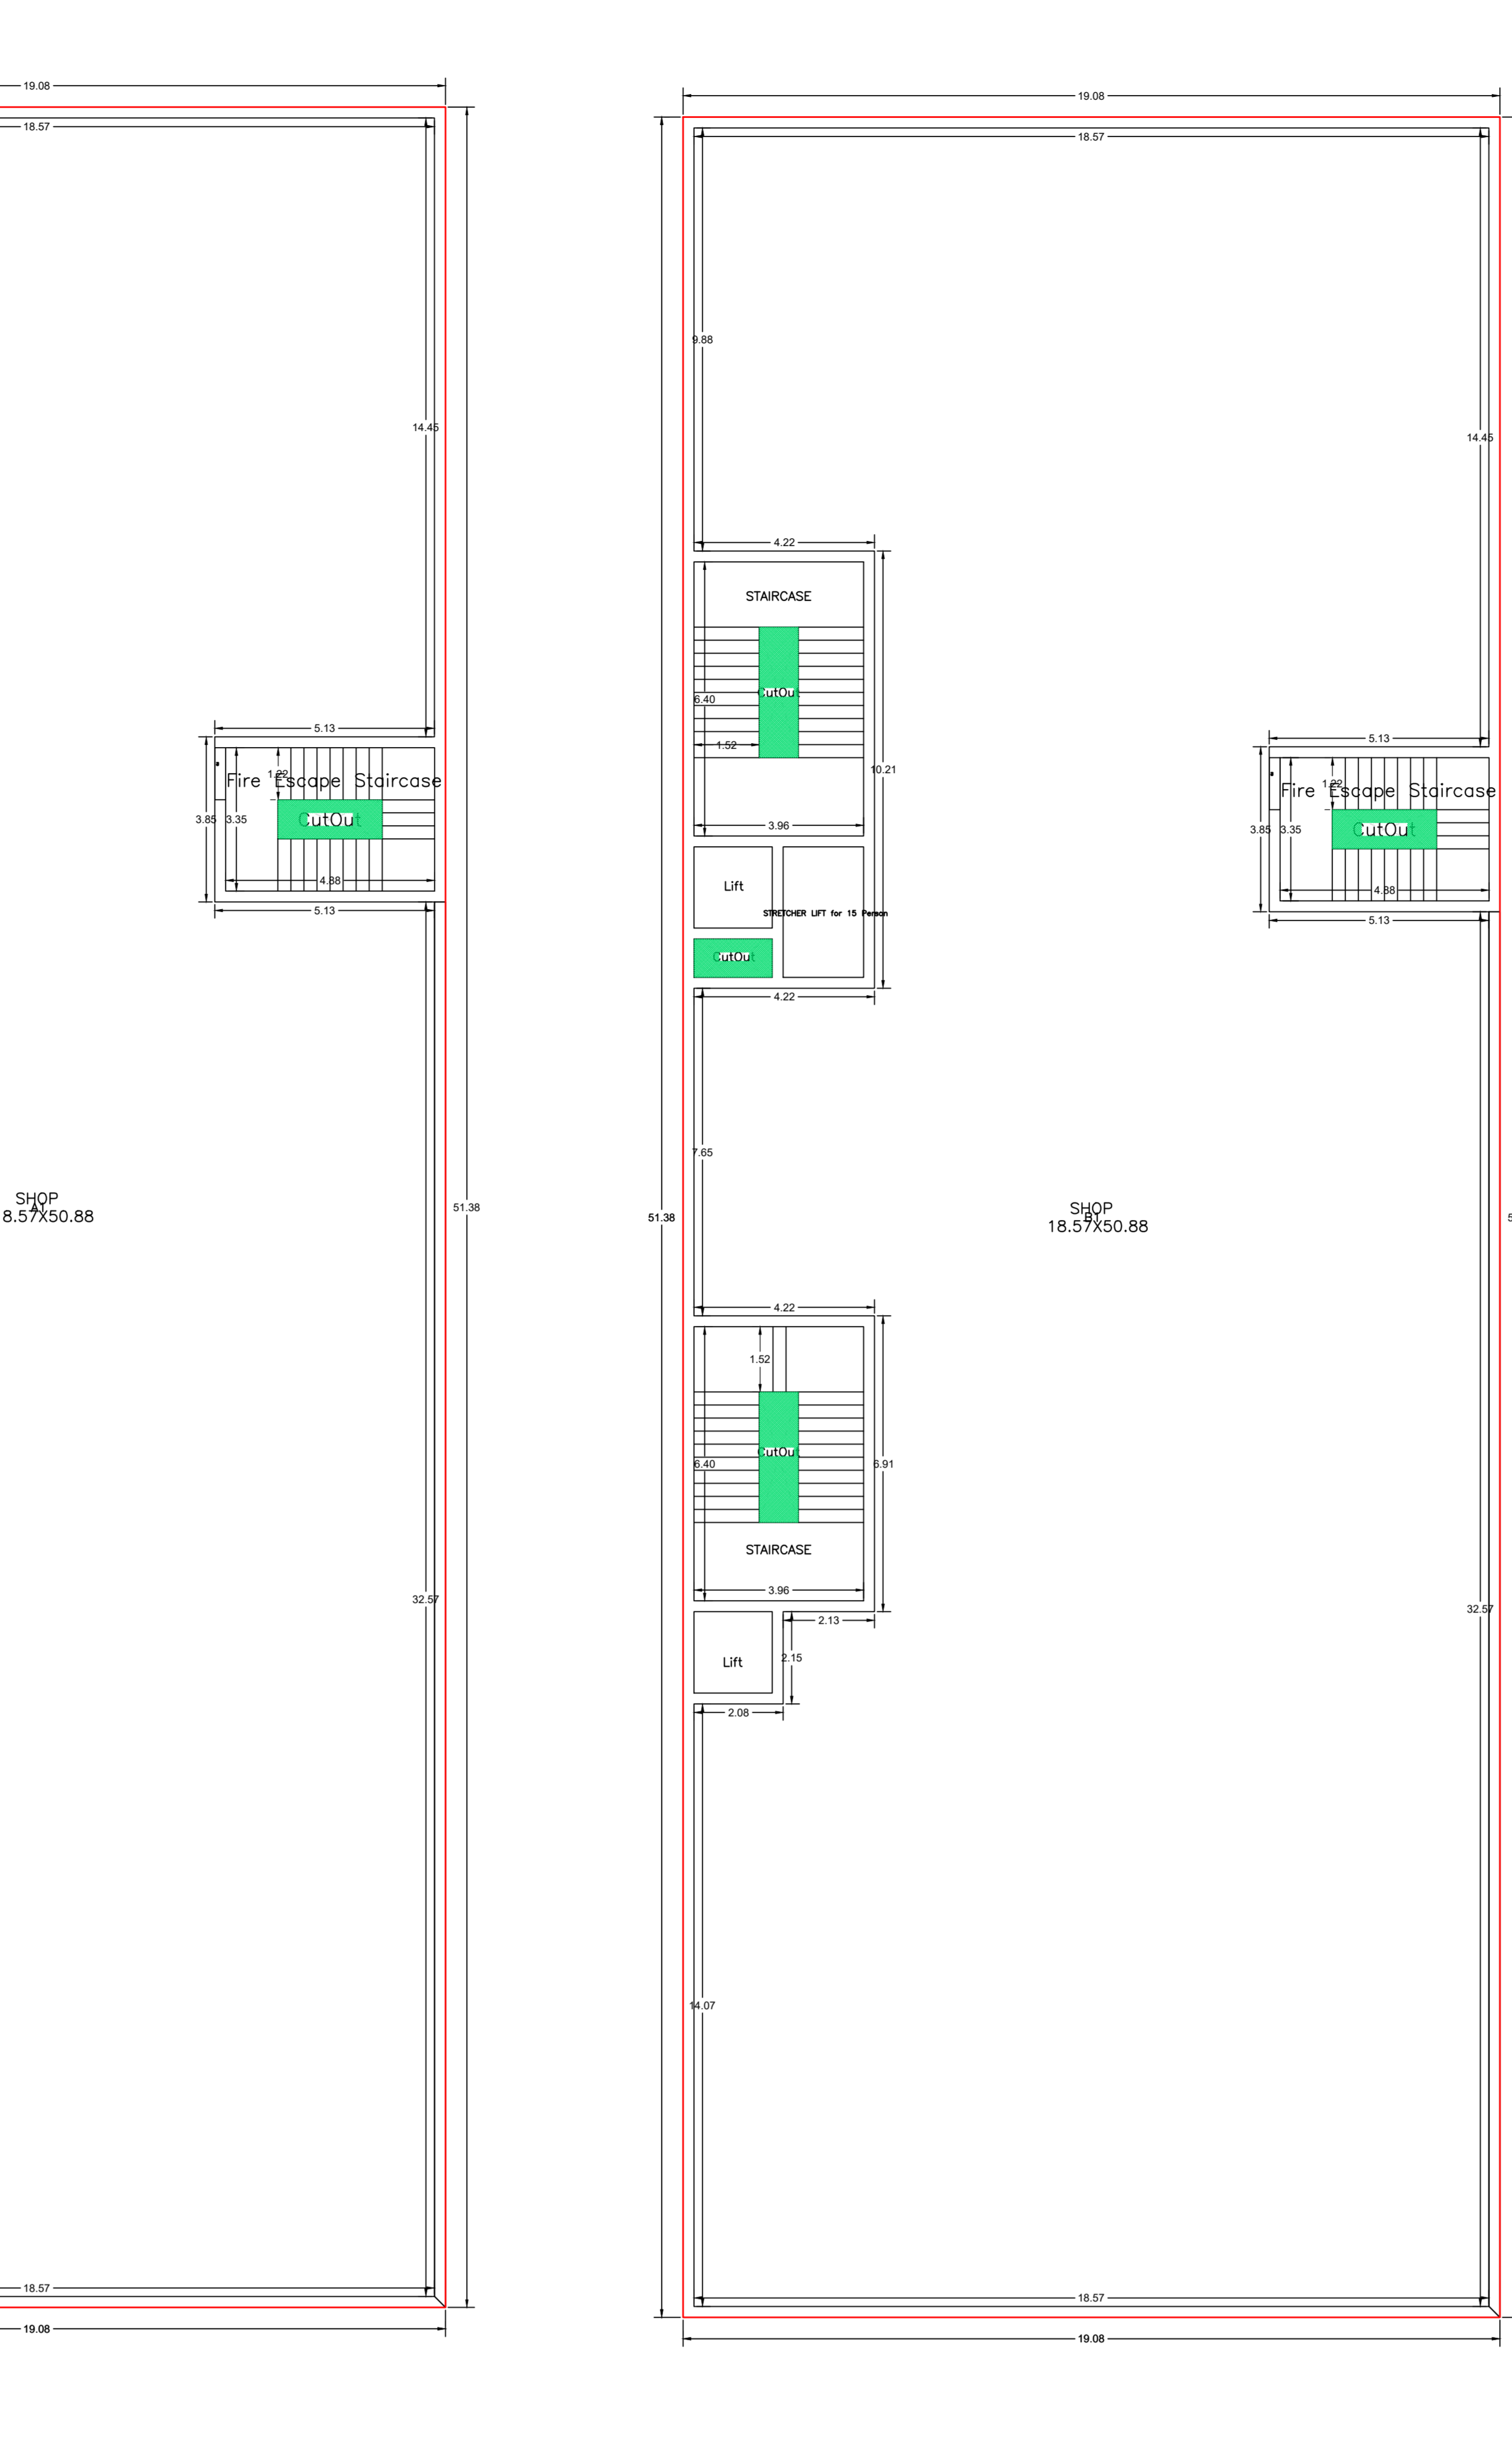 19.08
18.57
14.45
5.13
1.22
Fire Escape Staircase
CutOut
3.85
3.35
4.88
5.13
SHOP
A1
8.57X50.88
51.38
32.57
18.57
19.08
19.08
18.57
9.88
14.45
4.22
STAIRCASE
CutOut
6.40
1.52
10.21
3.96
Lift
STRETCHER LIFT for 15 Person
CutOut
4.22
5.13
1.22
Fire Escape Staircase
CutOut
3.85
3.35
4.88
5.13
7.65
51.38
SHOP
B1
18.57X50.88
4.22
1.52
CutOut
6.40
6.91
STAIRCASE
3.96
2.13
Lift
2.15
2.08
32.57
14.07
18.57
19.08